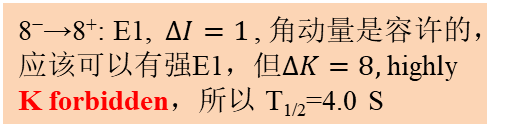 8⁻→8⁺: E1, ΔI = 1, 角动量是容许的,
应该可以有强E1，但ΔK = 8, highly
K forbidden，所以 T₁/₂=4.0 S